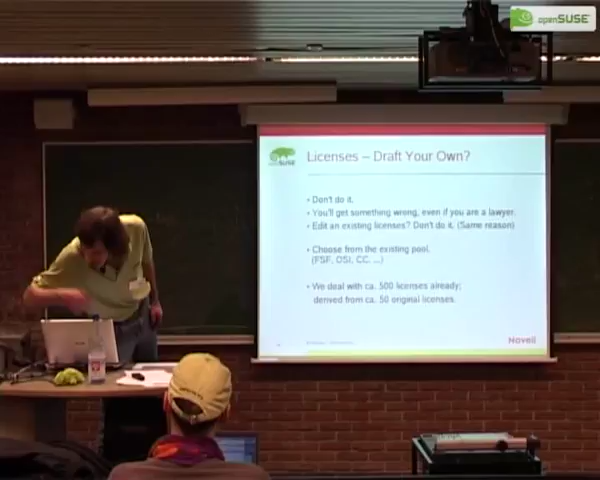 openSUSE
Licenses – Draft Your Own?
SUSE
• Don't do it.
• You'll get something wrong, even if you are a lawyer.
• Edit an existing licenses? Don't do it. (Same reason)
• Choose from the existing pool.
(FSF, OSI, CC, ...)
• We deal with ca. 500 licenses already;
derived from ca. 50 original licenses.
Novell